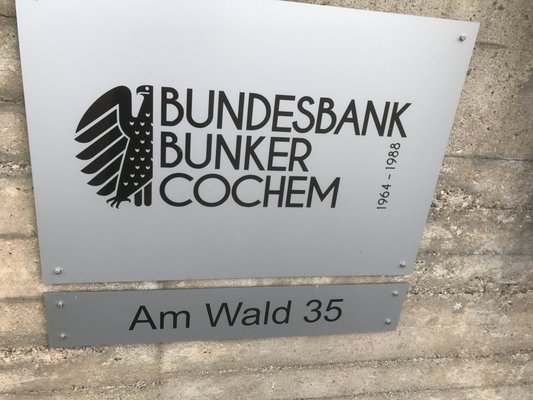 BUNDESBANK
BUNKER
COCHEM
1964 - 1988
Am Wald 35